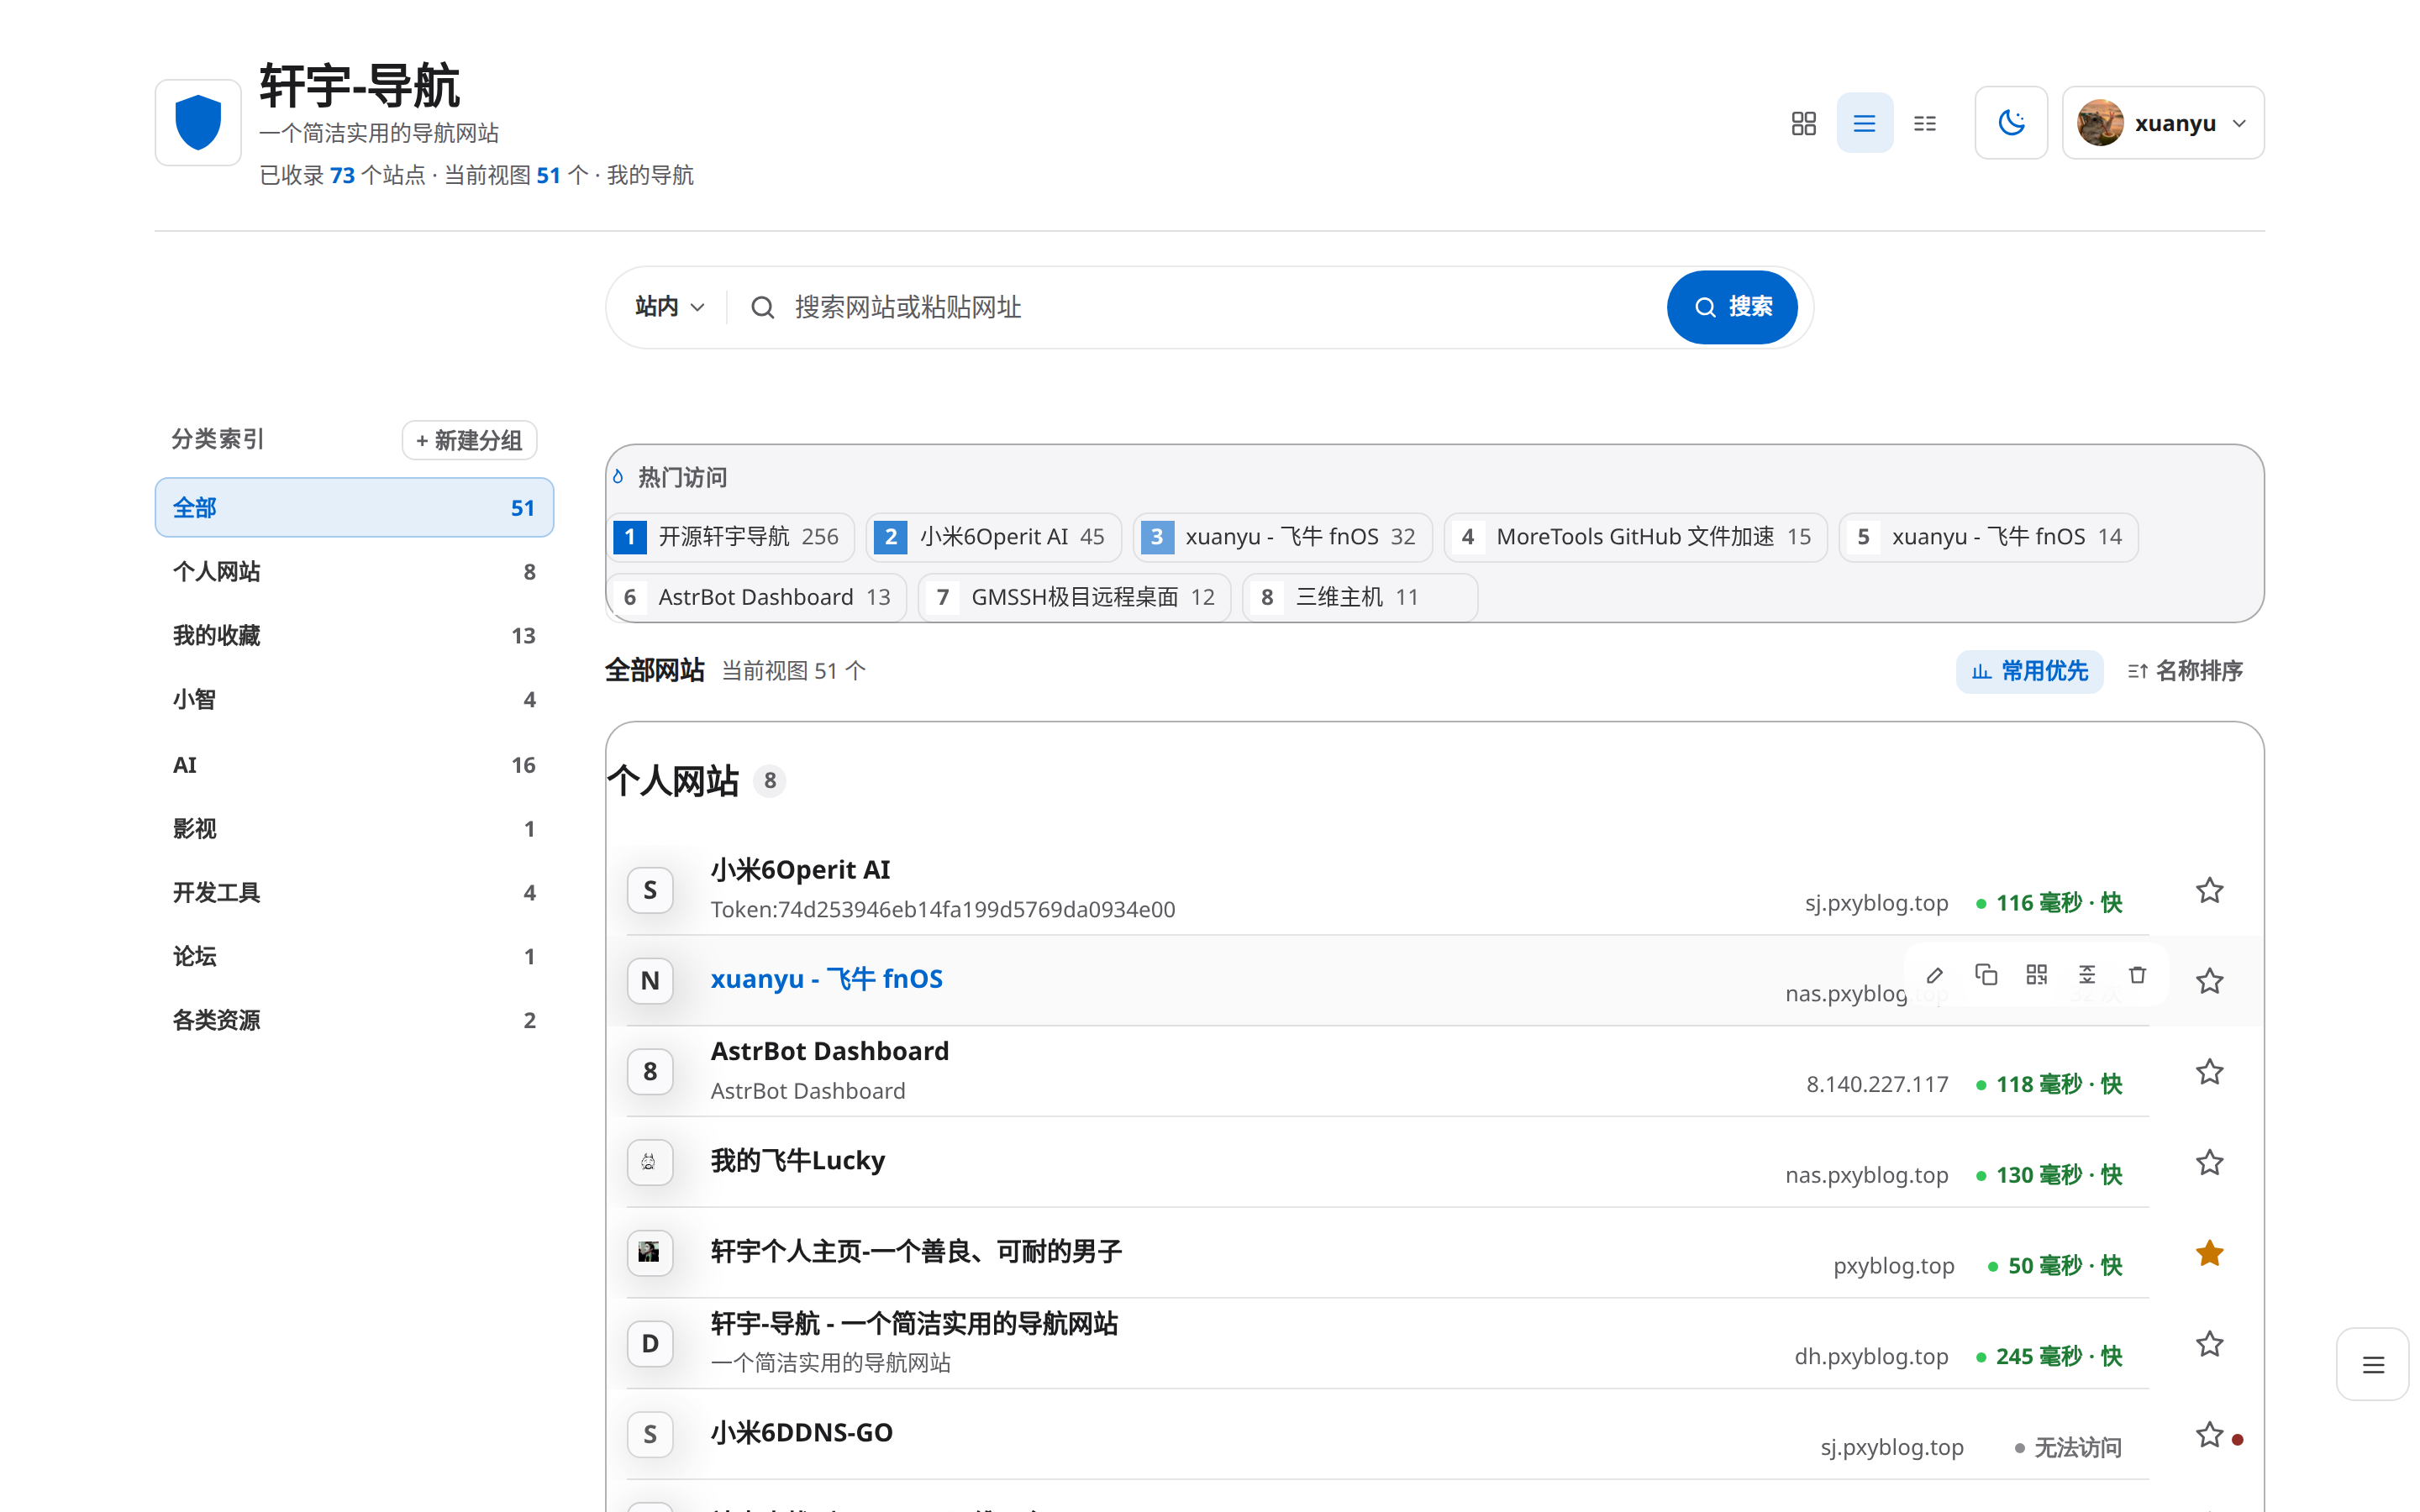 轩宇-导航
一个简洁实用的导航网站
已收录 73 个站点 · 当前视图 51 个 · 我的导航
xuanyu
站内
搜索网站或粘贴网址
搜索
分类索引
+ 新建分组
全部 51
个人网站 8
我的收藏 13
小智 4
AI 16
影视 1
开发工具 4
论坛 1
各类资源 2
热门访问
1 开源轩宇导航 256
2 小米6Operit AI 45
3 xuanyu - 飞牛 fnOS 32
4 MoreTools GitHub 文件加速 15
5 xuanyu - 飞牛 fnOS 14
6 AstrBot Dashboard 13
7 GMSSH极目远程桌面 12
8 三维主机 11
全部网站 当前视图 51 个
常用优先
名称排序
个人网站 8
S
小米6Operit AI
Token:74d253946eb14fa199d5769da0934e00
sj.pxyblog.top 116 毫秒 · 快
N
xuanyu - 飞牛 fnOS
nas.pxyblog
8
AstrBot Dashboard
AstrBot Dashboard
8.140.227.117 118 毫秒 · 快
我的飞牛Lucky
nas.pxyblog.top 130 毫秒 · 快
轩宇个人主页-一个善良、可耐的男子
pxyblog.top 50 毫秒 · 快
D
轩宇-导航 - 一个简洁实用的导航网站
一个简洁实用的导航网站
dh.pxyblog.top 245 毫秒 · 快
S
小米6DDNS-GO
sj.pxyblog.top 无法访问